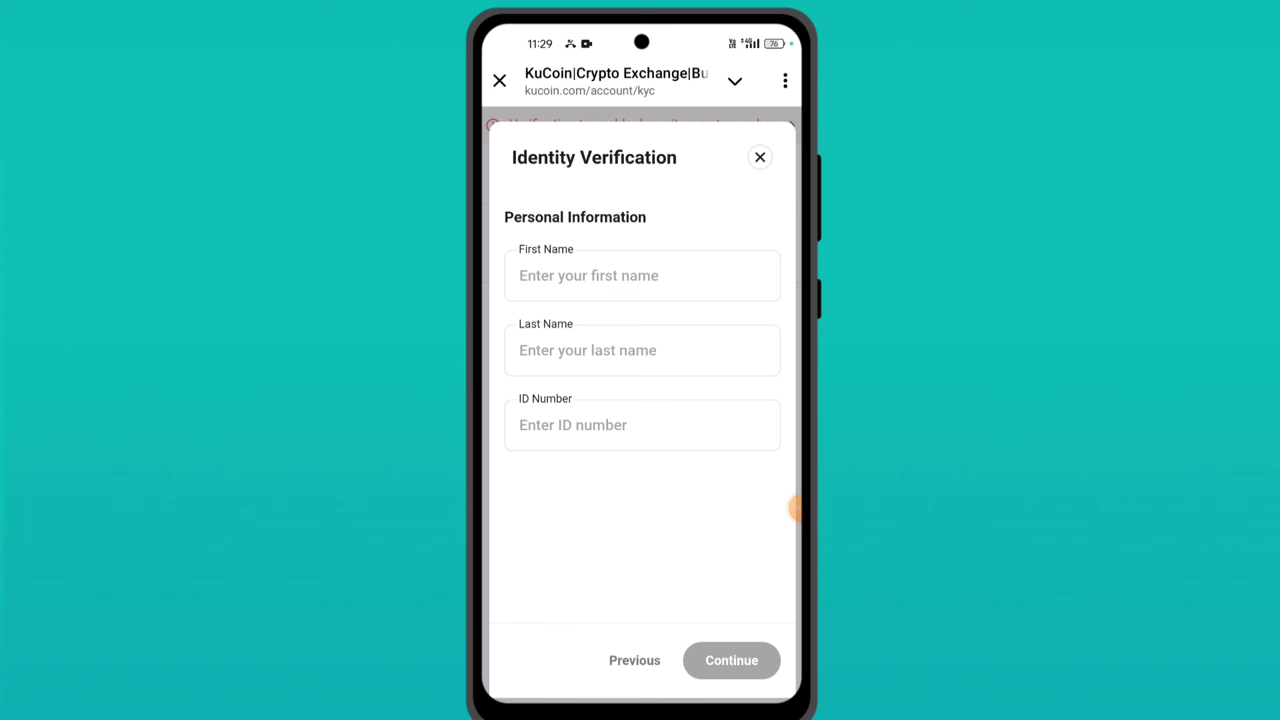 11:29
76
KuCoin|Crypto Exchange|Bu
kucoin.com/account/kyc
Identity Verification
Personal Information
First Name
Enter your first name
Last Name
Enter your last name
ID Number
Enter ID number
Previous
Continue